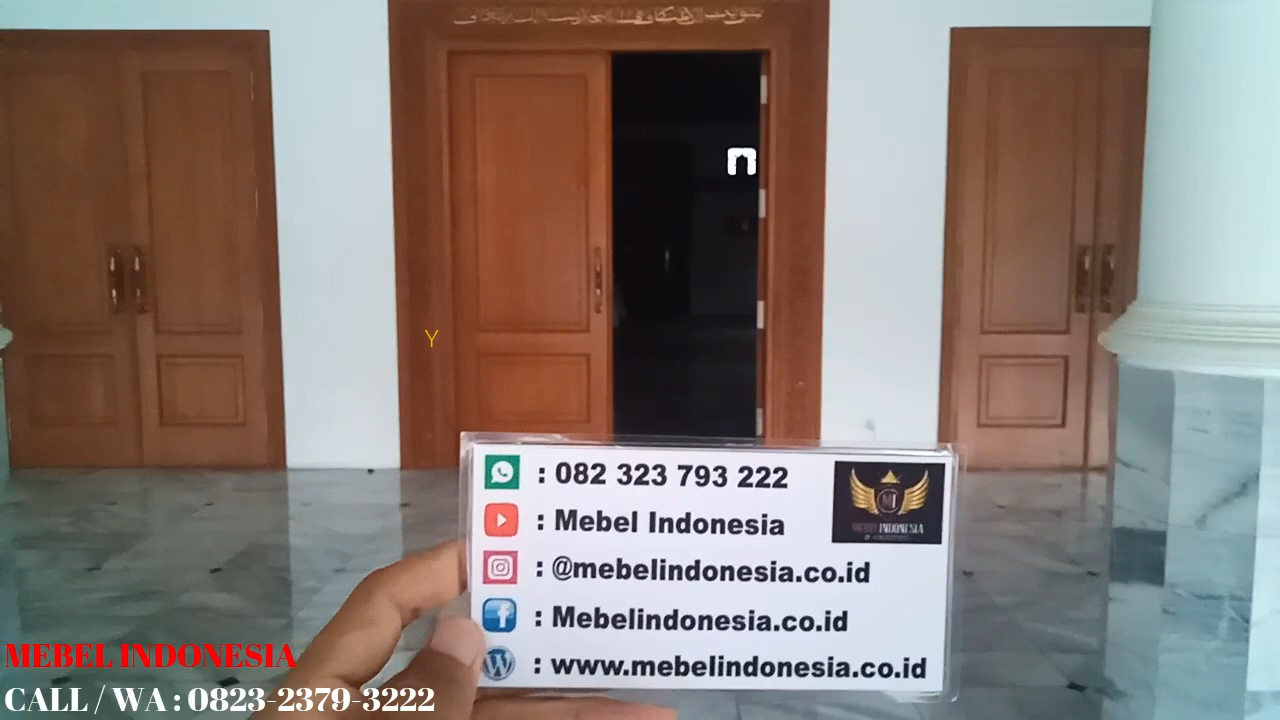 Y
: 082 323 793 222
: Mebel Indonesia
: @mebelindonesia.co.id
: Mebelindonesia.co.id
: www.mebelindonesia.co.id
MEBEL INDONESIA
MEBEL INDONESIA
CALL / WA : 0823-2379-3222